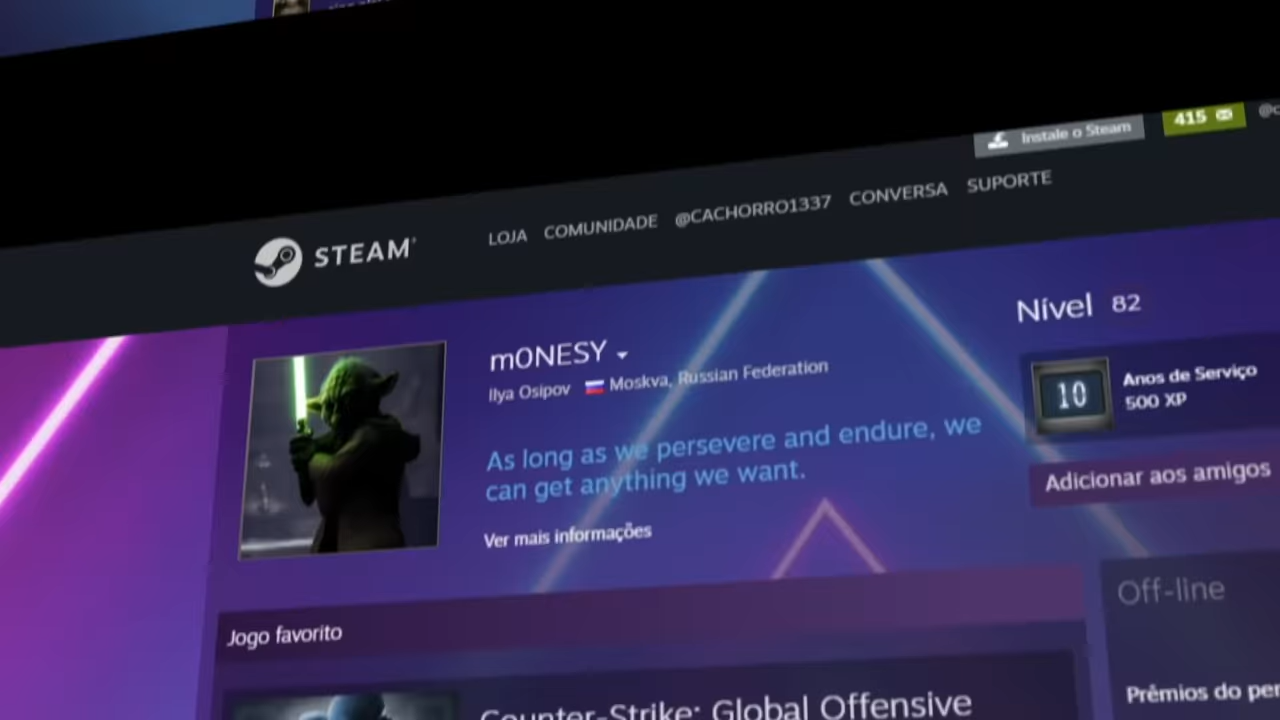 Instale o Steam
415
STEAM
LOJA COMUNIDADE @CACHORRO1337 CONVERSA SUPORTE
m0NESY
Nível 82
Ilya Osipov Moskva, Russian Federation
10
Anos de Serviço
500 XP
As long as we persevere and endure, we
can get anything we want.
Adicionar aos amigos
Ver mais informações
Off-line
Jogo favorito
Prêmios do per
Counter-Strike: Global Offensive